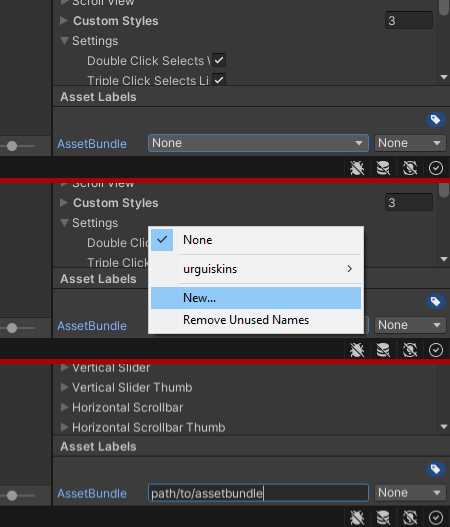 Scroll View
Custom Styles 3
Settings
Double Click Selects
Triple Click Selects Li
Asset Labels
AssetBundle None None
Scroll View
Custom Styles 3
Settings
Double Clic
Triple Click
Asset Label
None
urguiskins
New...
Remove Unused Names
AssetBundle None
Vertical Slider
Vertical Slider Thumb
Horizontal Scrollbar
Horizontal Scrollbar Thumb
Asset Labels
AssetBundle path/to/assetbundle None